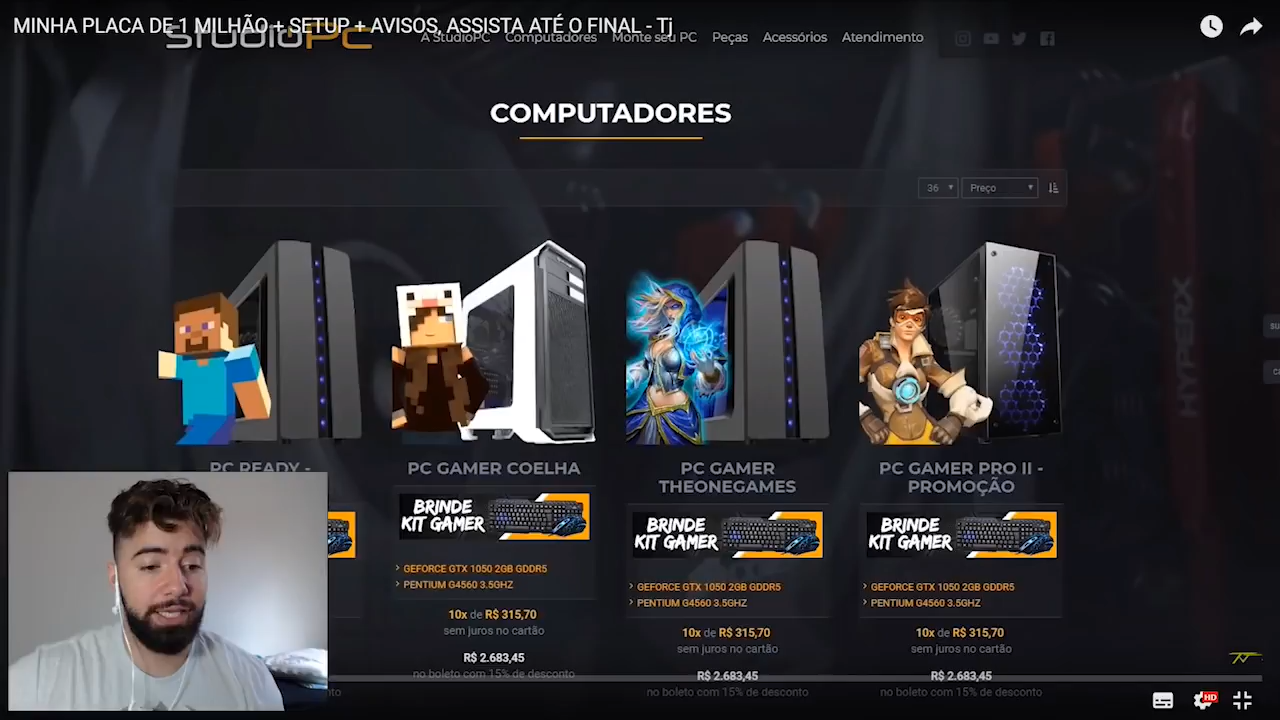 MINHA PLACA DE 1 MILHÃO + SETUP + AVISOS, ASSISTA ATÉ O FINAL - Tj
STUDIOPC
A StudioPC Computadores Monte seu PC Peças Acessórios Atendimento
COMPUTADORES
36 Preço
HYPERX
PC READY -
PC GAMER COELHA
BRINDE
KIT GAMER
GEFORCE GTX 1050 2GB GDDR5
PENTIUM G4560 3.5GHZ
10x de R$ 315,70
sem juros no cartão
R$ 2.683,45
no boleto com 15% de desconto
PC GAMER
THEONEGAMES
BRINDE
KIT GAMER
GEFORCE GTX 1050 2GB GDDR5
PENTIUM G4560 3.5GHZ
10x de R$ 315,70
sem juros no cartão
R$ 2.683,45
no boleto com 15% de desconto
PC GAMER PRO II -
PROMOÇÃO
BRINDE
KIT GAMER
GEFORCE GTX 1050 2GB GDDR5
PENTIUM G4560 3.5GHZ
10x de R$ 315,70
sem juros no cartão
R$ 2.683,45
no boleto com 15% de desconto
HD